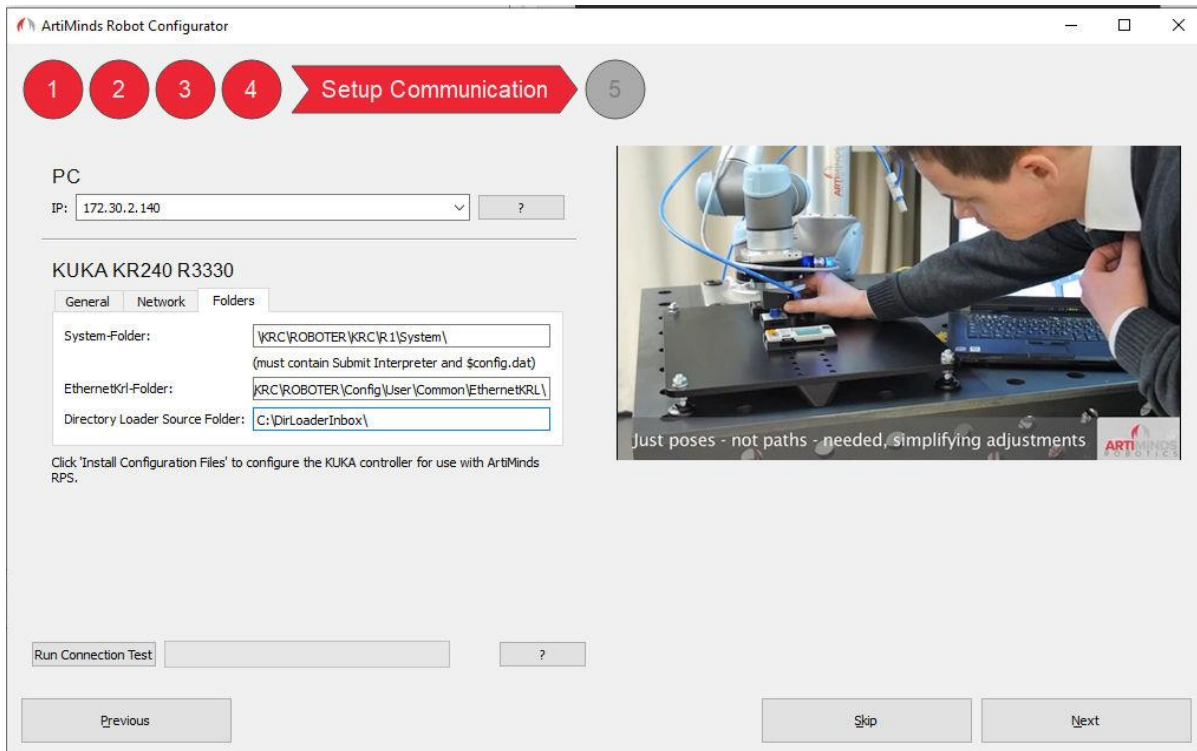 ArtiMinds Robot Configurator
1
2
3
4
Setup Communication
5
PC
IP:
172.30.2.140
?
KUKA KR240 R3330
General
Network
Folders
System-Folder:
\KRC\ROBOTER\KRC\R1\System\
(must contain Submit Interpreter and $config.dat)
EthernetKrl-Folder:
KRC\ROBOTER\Config\User\Common\EthernetKRL\
Directory Loader Source Folder:
C:\DirLoaderInbox\
Click 'Install Configuration Files' to configure the KUKA controller for use with ArtiMinds
RPS.
ARTIMINDS
Just poses - not paths - needed, simplifying adjustments
ARTIMINDS
ROBOTICS
Run Connection Test
?
Previous
Skip
Next